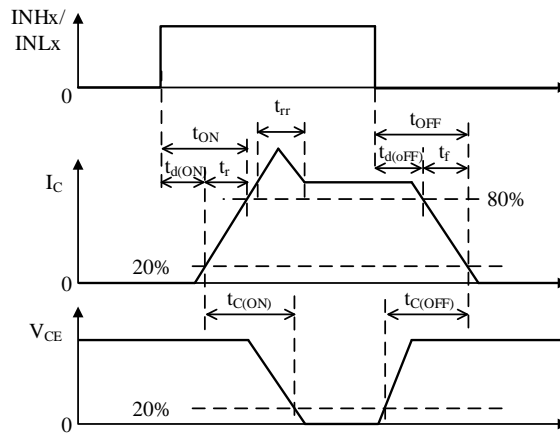 INHx/
INLx
0
tON
trr
tOFF
td(ON)
tr
td(oFF)
tf
IC
80%
20%
0
tC(ON)
tC(OFF)
VCE
20%
0